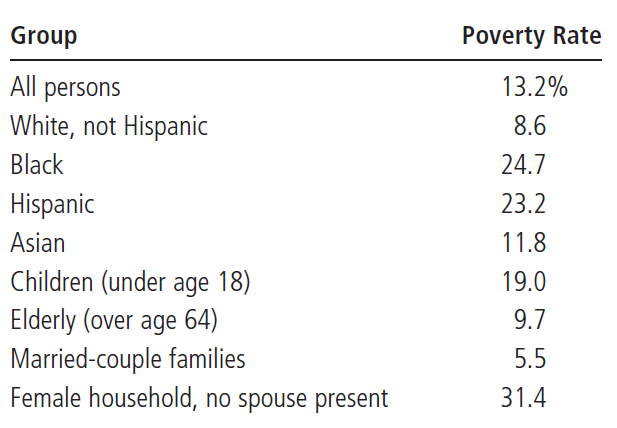 Group Poverty Rate
All persons 13.2%
White, not Hispanic 8.6
Black 24.7
Hispanic 23.2
Asian 11.8
Children (under age 18) 19.0
Elderly (over age 64) 9.7
Married-couple families 5.5
Female household, no spouse present 31.4